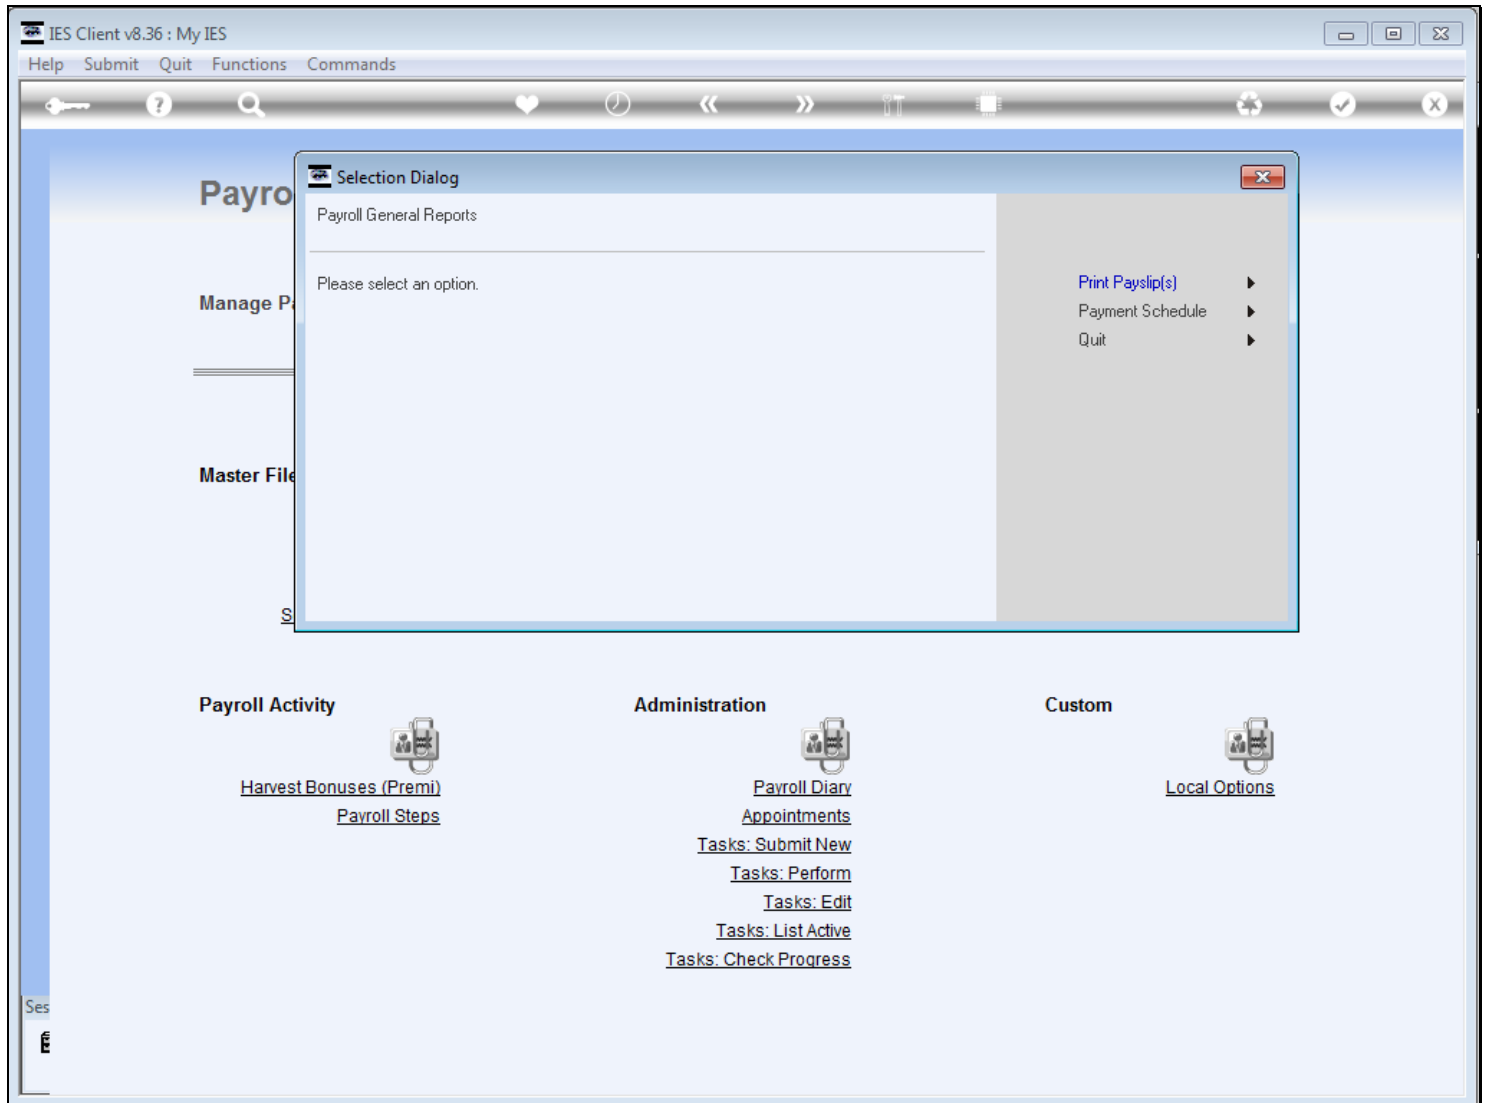 IES Client v8.36 : My IES
Help Submit Quit Functions Commands
Selection Dialog
Payro
Payroll General Reports
Please select an option.
Print Payslip(s)
Manage Pa
Payment Schedule
Quit
Master File
S
Payroll Activity Administration Custom
Harvest Bonuses (Premi) Payroll Diary Local Options
Payroll Steps Appointments
Tasks: Submit New
Tasks: Perform
Tasks: Edit
Tasks: List Active
Tasks: Check Progress
Ses